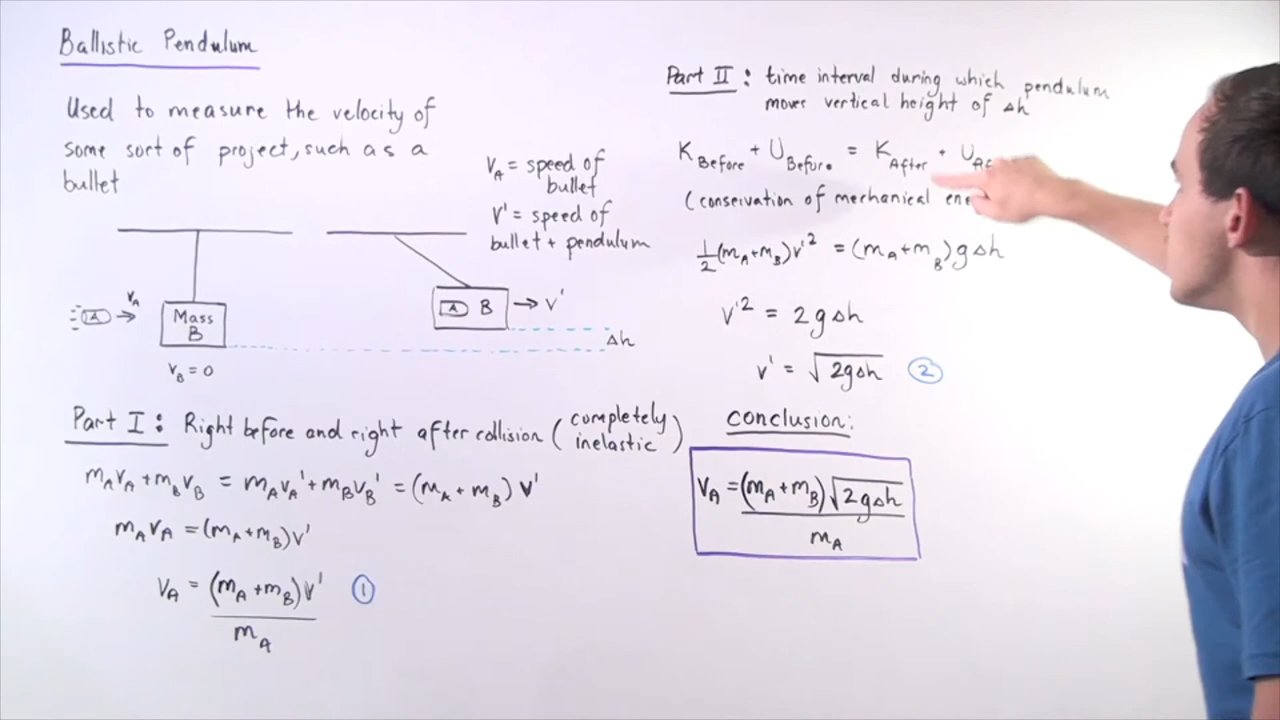 Ballistic Pendulum
Used to measure the velocity of
some sort of project, such as a
bullet
V_A = speed of
bullet
V' = speed of
bullet + pendulum
A
V_A
Mass
B
V_B = 0
A B
V'
Δh
Part I : Right before and right after collision (completely
inelastic)
m_A V_A + m_B V_B = m_A V_A' + m_B V_B' = (m_A + m_B) V'
m_A V_A = (m_A + m_B) V'
V_A = (m_A + m_B) V' / m_A ①
Part II : time interval during which pendulum
moves vertical height of Δh
K_Before + U_Before = K_After + U
(conservation of mechanical
1/2 (m_A + m_B) V'^2 = (m_A + m_B) g Δh
V'^2 = 2gΔh
V' = √2gΔh ②
Conclusion:
V_A = (m_A + m_B) √2gΔh / m_A